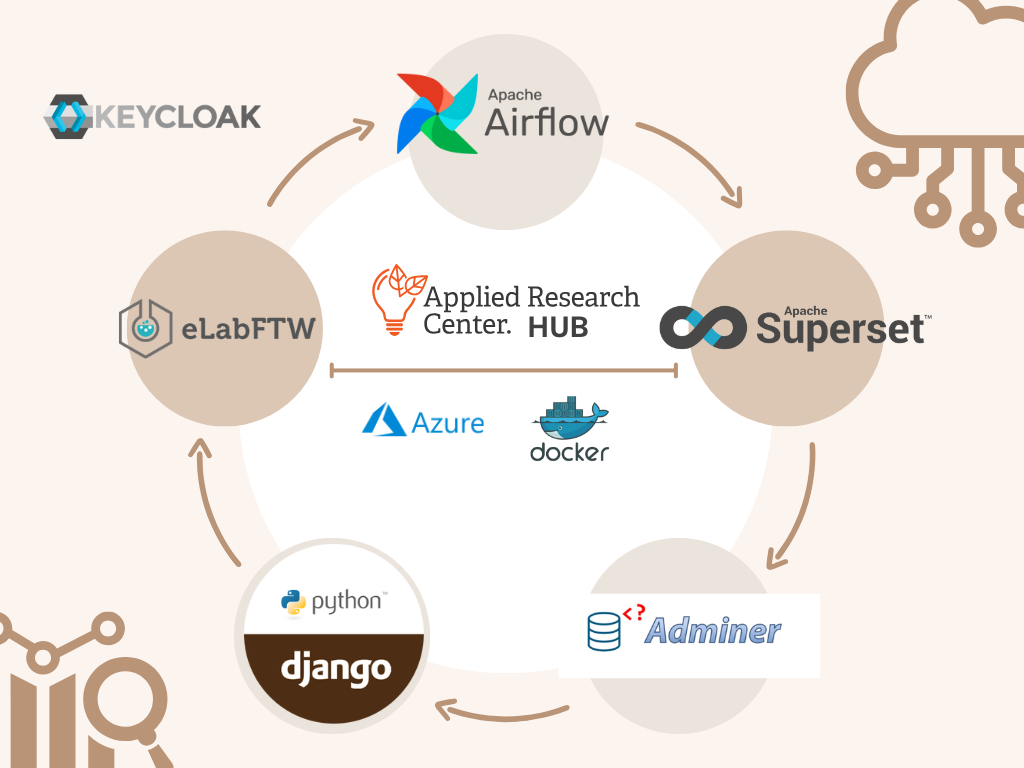 KEYCLOAK
Apache
Airflow
eLabFTW
Applied Research
Center. HUB
Apache
Superset™
Azure
docker
python™
django
<?
Adminer